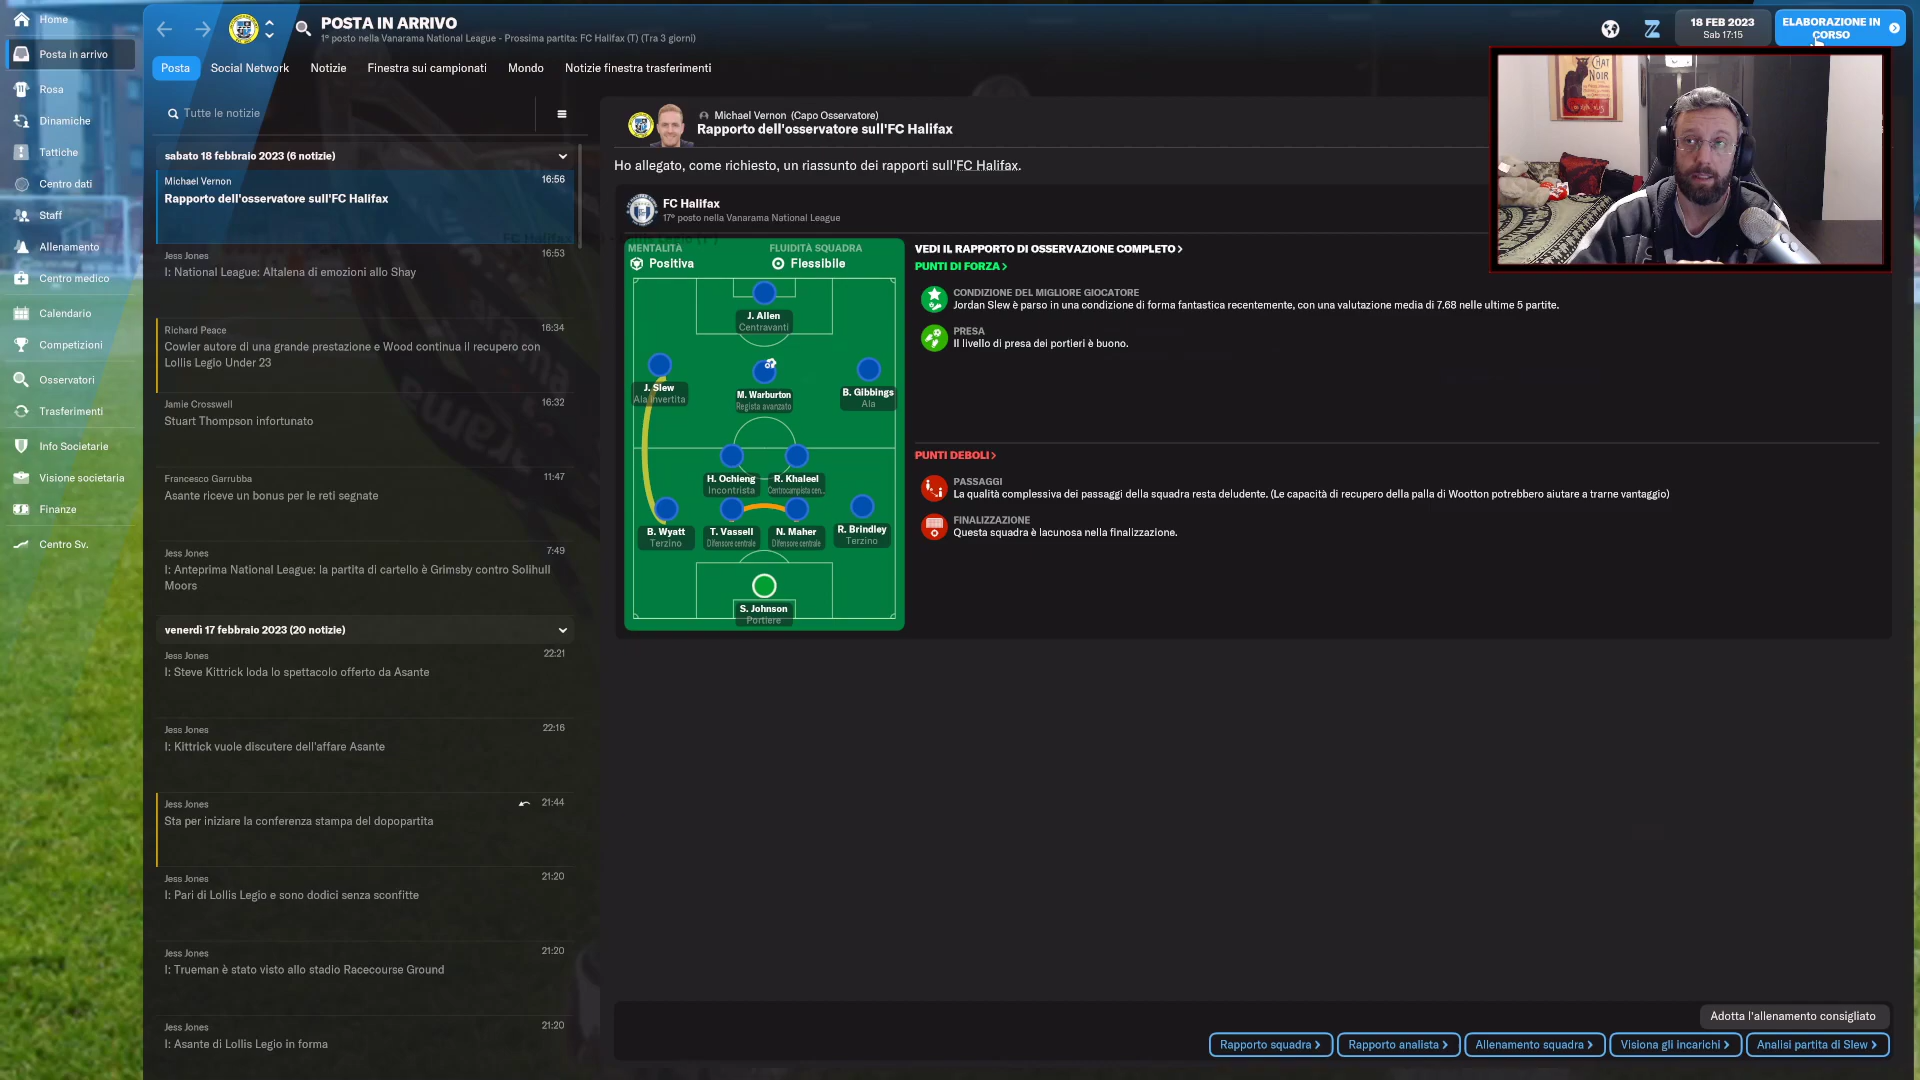 Home
Posta in arrivo
Rosa
Dinamiche
Tattiche
Centro dati
Staff
Allenamento
Centro medico
Calendario
Competizioni
Osservatori
Trasferimenti
Info Societarie
Visione societaria
Finanze
Centro Sv.
POSTA IN ARRIVO
1° posto nella Vanarama National League - Prossima partita: FC Halifax (T) (Tra 3 giorni)
18 FEB 2023
Sab 17:15
ELABORAZIONE IN
CORSO
Posta
Social Network
Notizie
Finestra sui campionati
Mondo
Notizie finestra trasferimenti
Tutte le notizie
sabato 18 febbraio 2023 (6 notizie)
Michael Vernon 16:56
Rapporto dell'osservatore sull'FC Halifax
Jess Jones 16:53
I: National League: Altalena di emozioni allo Shay
Richard Peace 16:34
Cowler autore di una grande prestazione e Wood continua il recupero con
Lollis Legio Under 23
Jamie Crosswell 16:32
Stuart Thompson infortunato
Francesco Garrubba 11:47
Asante riceve un bonus per le reti segnate
Jess Jones 7:49
I: Anteprima National League: la partita di cartello è Grimsby contro Solihull
Moors
venerdì 17 febbraio 2023 (20 notizie)
Jess Jones 22:21
I: Steve Kittrick loda lo spettacolo offerto da Asante
Jess Jones 22:16
I: Kittrick vuole discutere dell'affare Asante
Jess Jones 21:44
Sta per iniziare la conferenza stampa del dopopartita
Jess Jones 21:20
I: Pari di Lollis Legio e sono dodici senza sconfitte
Jess Jones 21:20
I: Trueman è stato visto allo stadio Racecourse Ground
Jess Jones 21:20
I: Asante di Lollis Legio in forma
Michael Vernon (Capo Osservatore)
Rapporto dell'osservatore sull'FC Halifax
Ho allegato, come richiesto, un riassunto dei rapporti sull'FC Halifax.
FC Halifax
17° posto nella Vanarama National League
MENTALITÀ
Positiva
FLUIDITÀ SQUADRA
Flessibile
J. Allen
Centravanti
J. Slew
Ala invertita
M. Warburton
Regista avanzato
B. Gibbings
Ala
H. Ochieng
Incontrista
R. Khaleel
Centrocampista cen...
B. Wyatt
Terzino
T. Vassell
Difensore centrale
N. Maher
Difensore centrale
R. Brindley
Terzino
S. Johnson
Portiere
VEDI IL RAPPORTO DI OSSERVAZIONE COMPLETO >
PUNTI DI FORZA >
CONDIZIONE DEL MIGLIORE GIOCATORE
Jordan Slew è parso in una condizione di forma fantastica recentemente, con una valutazione media di 7.68 nelle ultime 5 partite.
PRESA
Il livello di presa dei portieri è buono.
PUNTI DEBOLI >
PASSAGGI
La qualità complessiva dei passaggi della squadra resta deludente. (Le capacità di recupero della palla di Wootton potrebbero aiutare a trarne vantaggio)
FINALIZZAZIONE
Questa squadra è lacunosa nella finalizzazione.
CHAT
NOIR
Adotta l'allenamento consigliato
Rapporto squadra >
Rapporto analista >
Allenamento squadra >
Visiona gli incarichi >
Analisi partita di Slew >